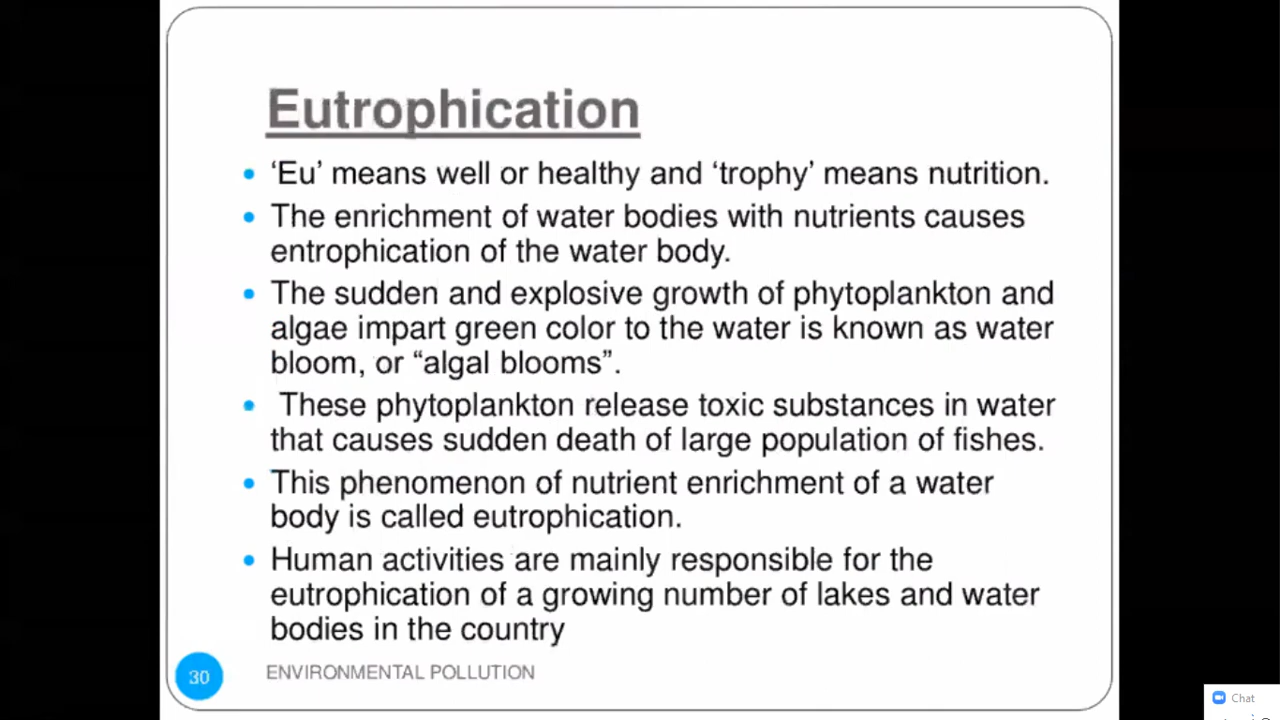 Eutrophication
• ‘Eu’ means well or healthy and ‘trophy’ means nutrition.
• The enrichment of water bodies with nutrients causes
entrophication of the water body.
• The sudden and explosive growth of phytoplankton and
algae impart green color to the water is known as water
bloom, or “algal blooms”.
• These phytoplankton release toxic substances in water
that causes sudden death of large population of fishes.
• This phenomenon of nutrient enrichment of a water
body is called eutrophication.
• Human activities are mainly responsible for the
eutrophication of a growing number of lakes and water
bodies in the country
30 ENVIRONMENTAL POLLUTION
Chat